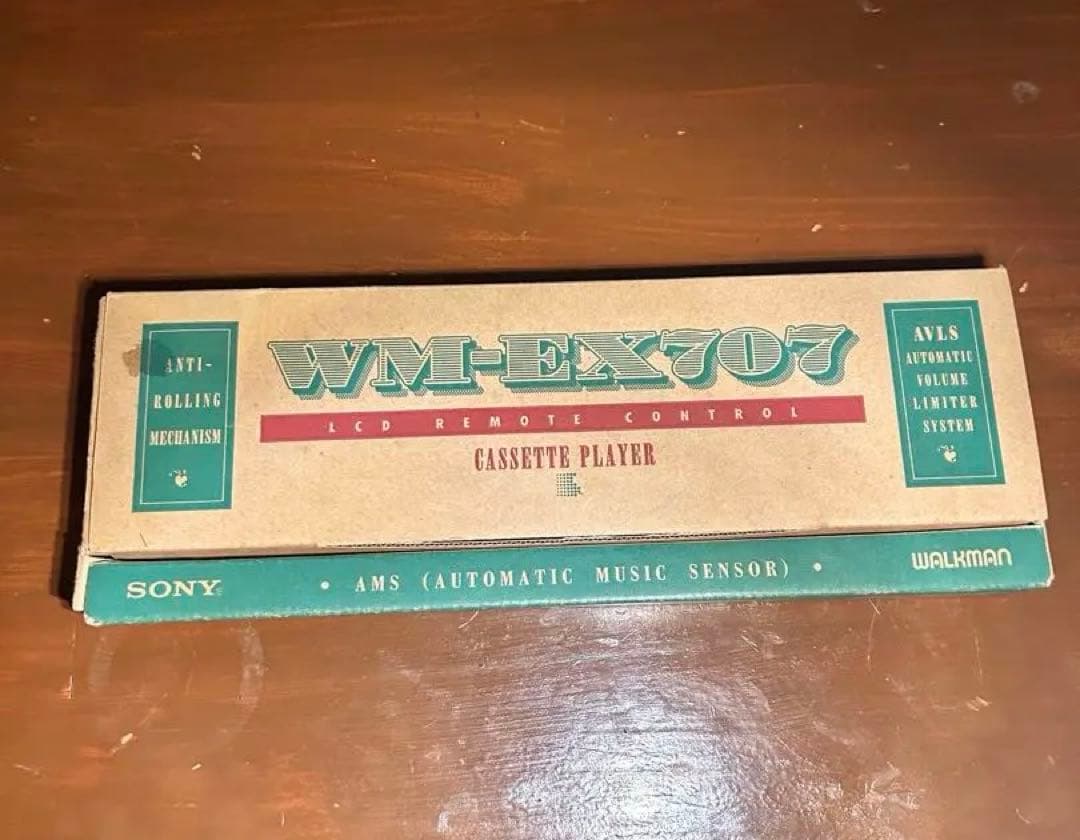 ANTI-
ROLLING
MECHANISM
WM-EX707
LCD REMOTE CONTROL
CASSETTE PLAYER
AVLS
AUTOMATIC
VOLUME
LIMITER
SYSTEM
SONY
• AMS (AUTOMATIC MUSIC SENSOR) •
WALKMAN